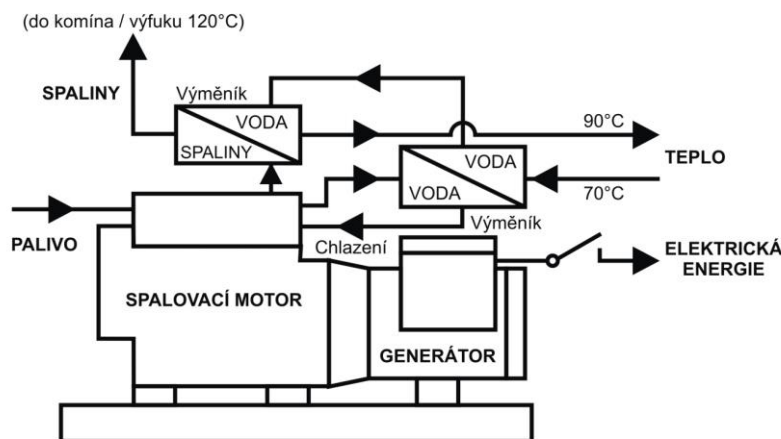 (do komína / výfuku 120°C)
SPALINY
Výměník
VODA
SPALINY
90°C
TEPLO
VODA
VODA
70°C
Výměník
PALIVO
Chlazení
ELEKTRICKÁ
ENERGIE
SPALOVACÍ MOTOR
GENERÁTOR